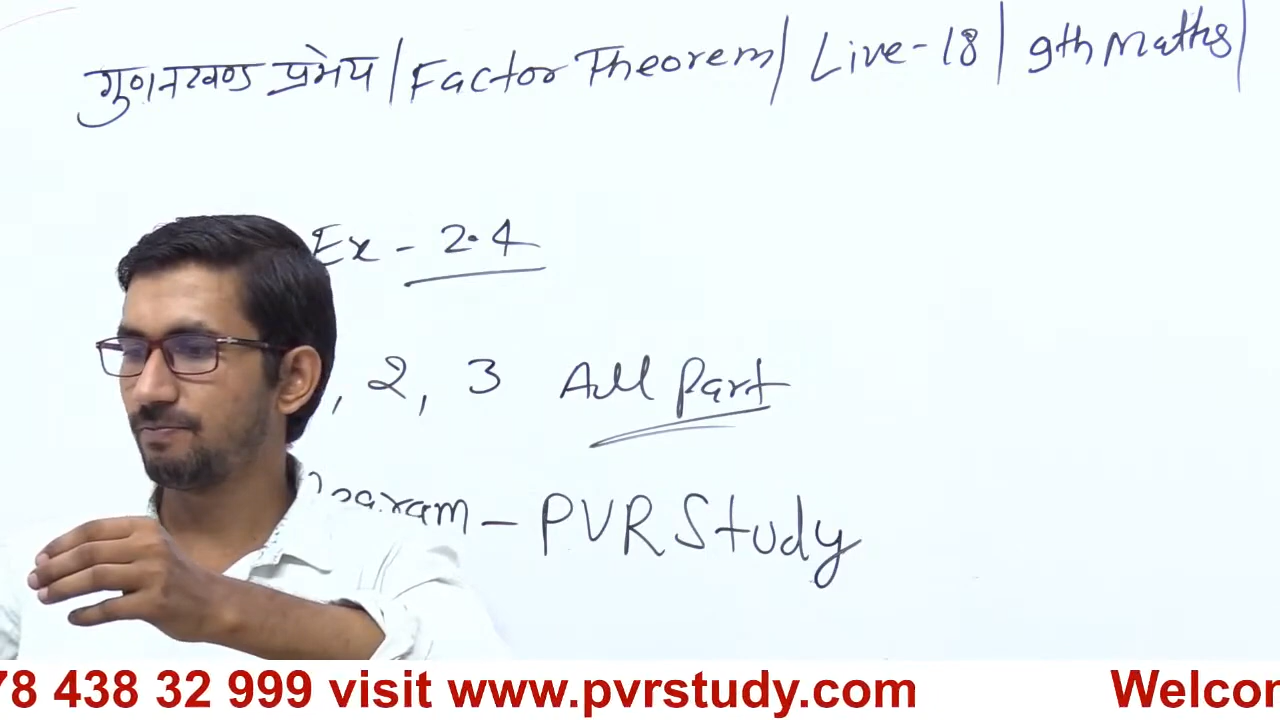 गुणनखण्ड प्रमेय | Factor Theorem | Live-18 | 9th Maths |
Ex - 2.4
, 2, 3 All Part
- PVR Study
78 438 32 999 visit www.pvrstudy.com Welcor